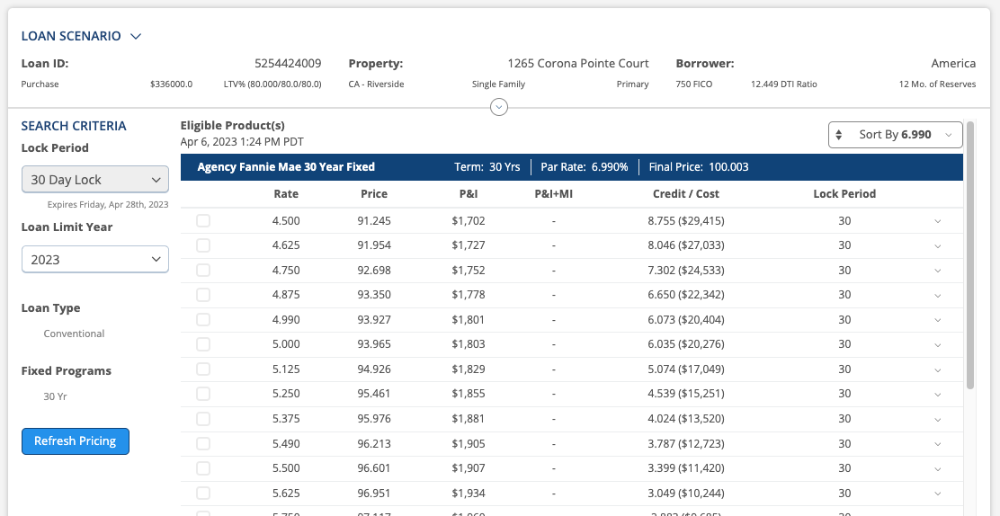 LOAN SCENARIO
Loan ID: 5254424009 Property: 1265 Corona Pointe Court Borrower: America
Purchase $336000.0 LTV% (80.000/80.0/80.0) CA - Riverside Single Family Primary 750 FICO 12.449 DTI Ratio 12 Mo. of Reserves
SEARCH CRITERIA
Lock Period
30 Day Lock
Expires Friday, Apr 28th, 2023
Loan Limit Year
2023
Loan Type
Conventional
Fixed Programs
30 Yr
Refresh Pricing
Eligible Product(s)
Apr 6, 2023 1:24 PM PDT
Sort By 6.990
Agency Fannie Mae 30 Year Fixed Term: 30 Yrs Par Rate: 6.990% Final Price: 100.003
Rate Price P&I P&I+MI Credit / Cost Lock Period
4.500 91.245 $1,702 - 8.755 ($29,415) 30
4.625 91.954 $1,727 - 8.046 ($27,033) 30
4.750 92.698 $1,752 - 7.302 ($24,533) 30
4.875 93.350 $1,778 - 6.650 ($22,342) 30
4.990 93.927 $1,801 - 6.073 ($20,404) 30
5.000 93.965 $1,803 - 6.035 ($20,276) 30
5.125 94.926 $1,829 - 5.074 ($17,049) 30
5.250 95.461 $1,855 - 4.539 ($15,251) 30
5.375 95.976 $1,881 - 4.024 ($13,520) 30
5.490 96.213 $1,905 - 3.787 ($12,723) 30
5.500 96.601 $1,907 - 3.399 ($11,420) 30
5.625 96.951 $1,934 - 3.049 ($10,244) 30